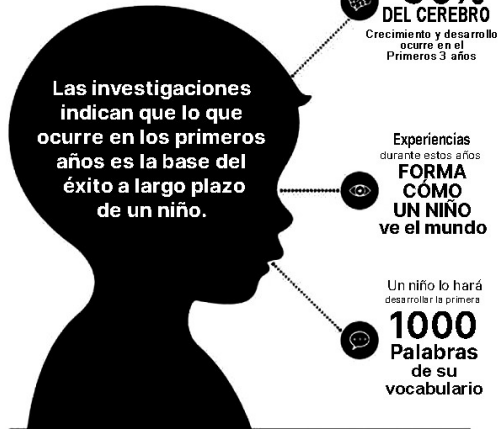 DEL CEREBRO
Crecimiento y desarrollo
ocurre en el
Primeros 3 años
Las investigaciones
indican que lo que
ocurre en los primeros
años es la base del
éxito a largo plazo
de un niño.
Experiencias
durante estos años
FORMA
CÓMO
UN NIÑO
ve el mundo
Un niño lo hará
desarrollar la primera
1000
Palabras
de su
vocabulario